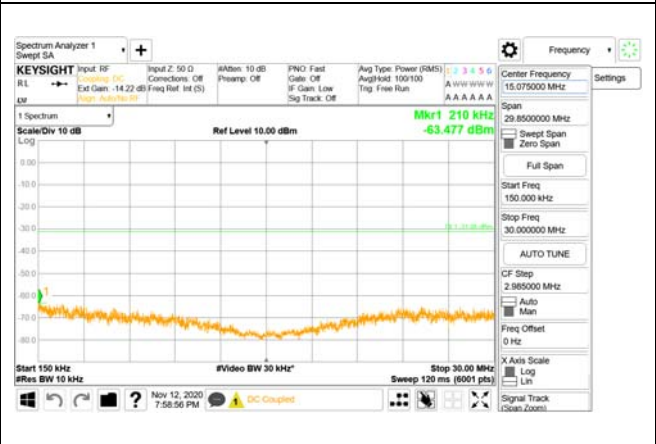 Spectrum Analyzer 1
Swept SA
Frequency
KEYSIGHT
RL
Input: RF
Coupling: DC
Ext Gain: -14.22 dB
Align: Auto/No RF
Input Z: 50 Ω
Corrections: Off
Freq Ref: Int (S)
#Atten: 10 dB
Preamp: Off
PNO: Fast
Gate: Off
IF Gain: Low
Sig Track: Off
Avg Type: Power (RMS)
Avg|Hold: 100/100
Trig: Free Run
1 2 3 4 5 6
A W W W W W
A A A A A A
1 Spectrum
Scale/Div 10 dB
Log
Ref Level 10.00 dBm
Mkr1 210 kHz
-63.477 dBm
0.00
-10.0
-20.0
-30.0
-40.0
-50.0
-60.0
-70.0
-80.0
1
Start 150 kHz
#Res BW 10 kHz
#Video BW 30 kHz*
Stop 30.00 MHz
Sweep 120 ms (6001 pts)
Nov 12, 2020
7:58:56 PM
1
DC Coupled
Center Frequency
15.075000 MHz
Settings
Span
29.8500000 MHz
Swept Span
Zero Span
Full Span
Start Freq
150.000 kHz
Stop Freq
30.000000 MHz
AUTO TUNE
CF Step
2.985000 MHz
Auto
Man
Freq Offset
0 Hz
X Axis Scale
Log
Lin
Signal Track
(Span Zoom)